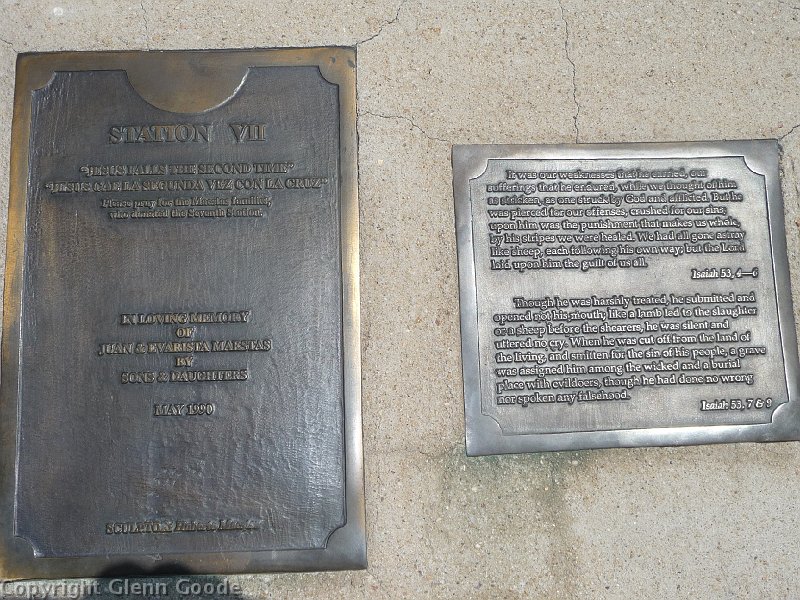 STATION VII
"JESUS FALLS THE SECOND TIME"
"JESUS CAE LA SEGUNDA VEZ CON LA CRUZ"
Please pray for the Maestas families,
who donated the Seventh Station.
IN LOVING MEMORY
OF
JUAN & EVARISTA MAESTAS
BY
SONS & DAUGHTERS
MAY 1990
SCULPTOR
It was our weaknesses that he carried, our
sufferings that he endured, while we thought of him
as stricken, as one struck by God and afflicted. But he
was pierced for our offenses, crushed for our sins,
upon him was the punishment that makes us whole,
by his stripes we were healed. We had all gone astray
like sheep, each following his own way; but the Lord
laid upon him the guilt of us all.
Isaiah 53, 4—6
Though he was harshly treated, he submitted and
opened not his mouth; like a lamb led to the slaughter
or a sheep before the shearers, he was silent and
uttered no cry. When he was cut off from the land of
the living, and smitten for the sin of his people, a grave
was assigned him among the wicked and a burial
place with evildoers, though he had done no wrong
nor spoken any falsehood.
Isaiah 53, 7 & 9
Copyright Glenn Goode